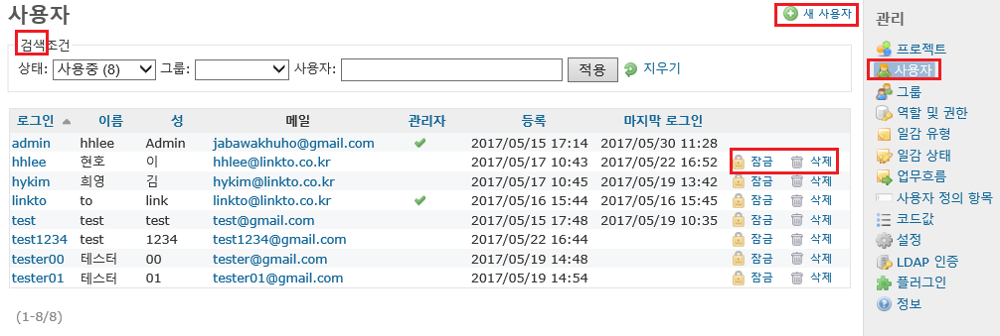 사용자
새 사용자
검색조건
상태: 사용중 (8) 그룹: 사용자: 적용 지우기
로그인 이름 성 메일 관리자 등록 마지막 로그인
admin hhlee Admin jabawakhuho@gmail.com 2017/05/15 17:14 2017/05/30 11:28
hhlee 현호 이 hhlee@linkto.co.kr 2017/05/17 10:43 2017/05/22 16:52 잠금 삭제
hykim 희영 김 hykim@linkto.co.kr 2017/05/17 10:45 2017/05/19 13:42 잠금 삭제
linkto to link linkto@linkto.co.kr 2017/05/16 15:44 2017/05/16 15:45 잠금 삭제
test test test test@gmail.com 2017/05/15 17:48 2017/05/19 10:35 잠금 삭제
test1234 test 1234 test1234@gmail.com 2017/05/22 16:44 잠금 삭제
tester00 테스터 00 tester@gmail.com 2017/05/19 14:48 잠금 삭제
tester01 테스터 01 tester01@gmail.com 2017/05/19 14:54 잠금 삭제
(1-8/8)
관리
프로젝트
사용자
그룹
역할 및 권한
일감 유형
일감 상태
업무흐름
사용자 정의 항목
코드값
설정
LDAP 인증
플러그인
정보